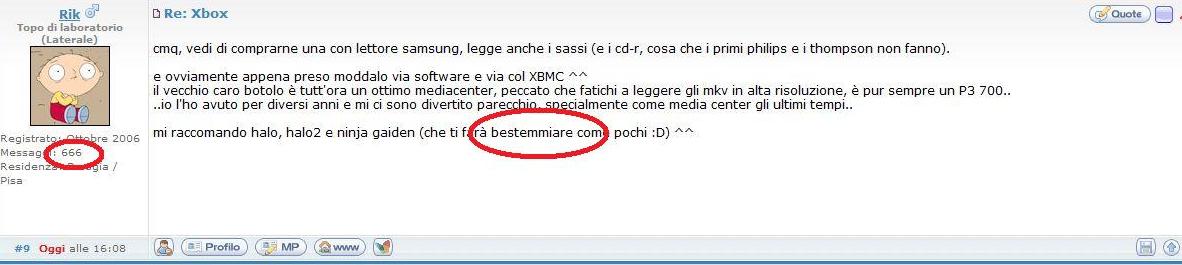 Rik
Re: Xbox
Quote
Topo di laboratorio
(Laterale)
cmq, vedi di comprarne una con lettore samsung, legge anche i sassi (e i cd-r, cosa che i primi philips e i thompson non fanno).
e ovviamente appena preso moddalo via software e via col XBMC ^^
il vecchio caro botolo è tutt'ora un ottimo mediacenter, peccato che fatichi a leggere gli mkv in alta risoluzione, è pur sempre un P3 700..
..io l'ho avuto per diversi anni e mi ci sono divertito parecchio, specialmente come media center gli ultimi tempi..
mi raccomando halo, halo2 e ninja gaiden (che ti farà bestemmiare come pochi :D) ^^
Registrato: Ottobre 2006
Messaggi: 666
Residenza: Perugia /
Pisa
#9 Oggi alle 16:08
Profilo
MP
www